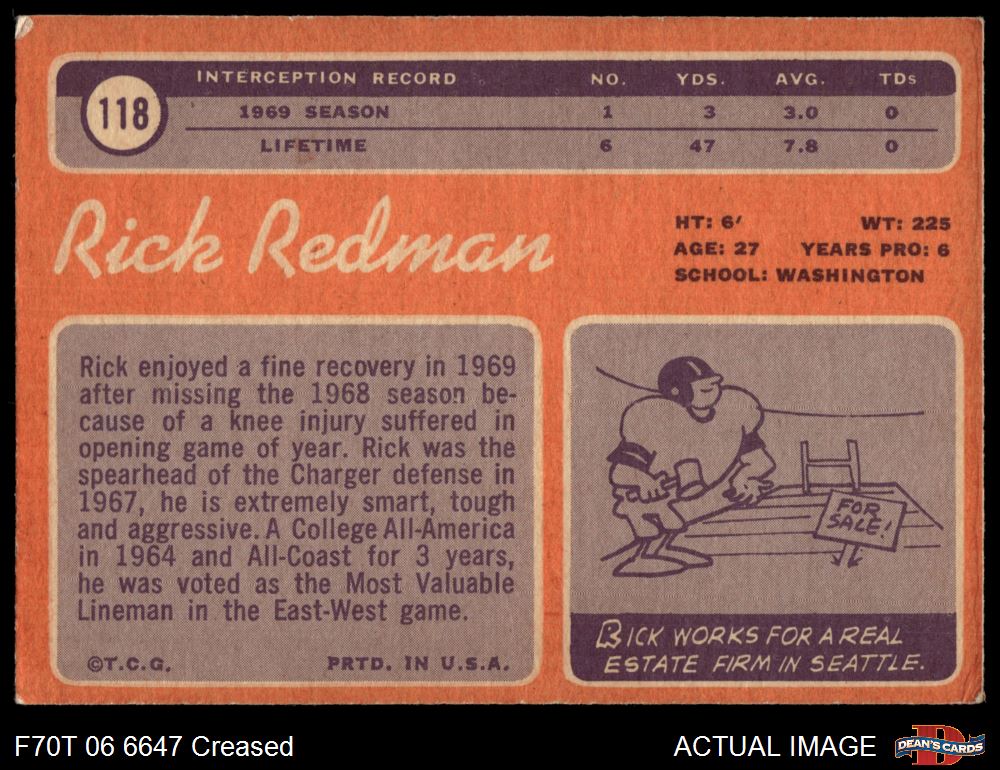 118
INTERCEPTION RECORD NO. YDS. AVG. TDs
1969 SEASON 1 3 3.0 0
LIFETIME 6 47 7.8 0
Rick Redman
HT: 6′ WT: 225
AGE: 27 YEARS PRO: 6
SCHOOL: WASHINGTON
Rick enjoyed a fine recovery in 1969
after missing the 1968 season be-
cause of a knee injury suffered in
opening game of year. Rick was the
spearhead of the Charger defense in
1967, he is extremely smart, tough
and aggressive. A College All-America
in 1964 and All-Coast for 3 years,
he was voted as the Most Valuable
Lineman in the East-West game.
©T.C.G. PRTD. IN U.S.A.
FOR
SALE!
RICK WORKS FOR A REAL
ESTATE FIRM IN SEATTLE.
F70T 06 6647 Creased
ACTUAL IMAGE
DEAN'S CARDS